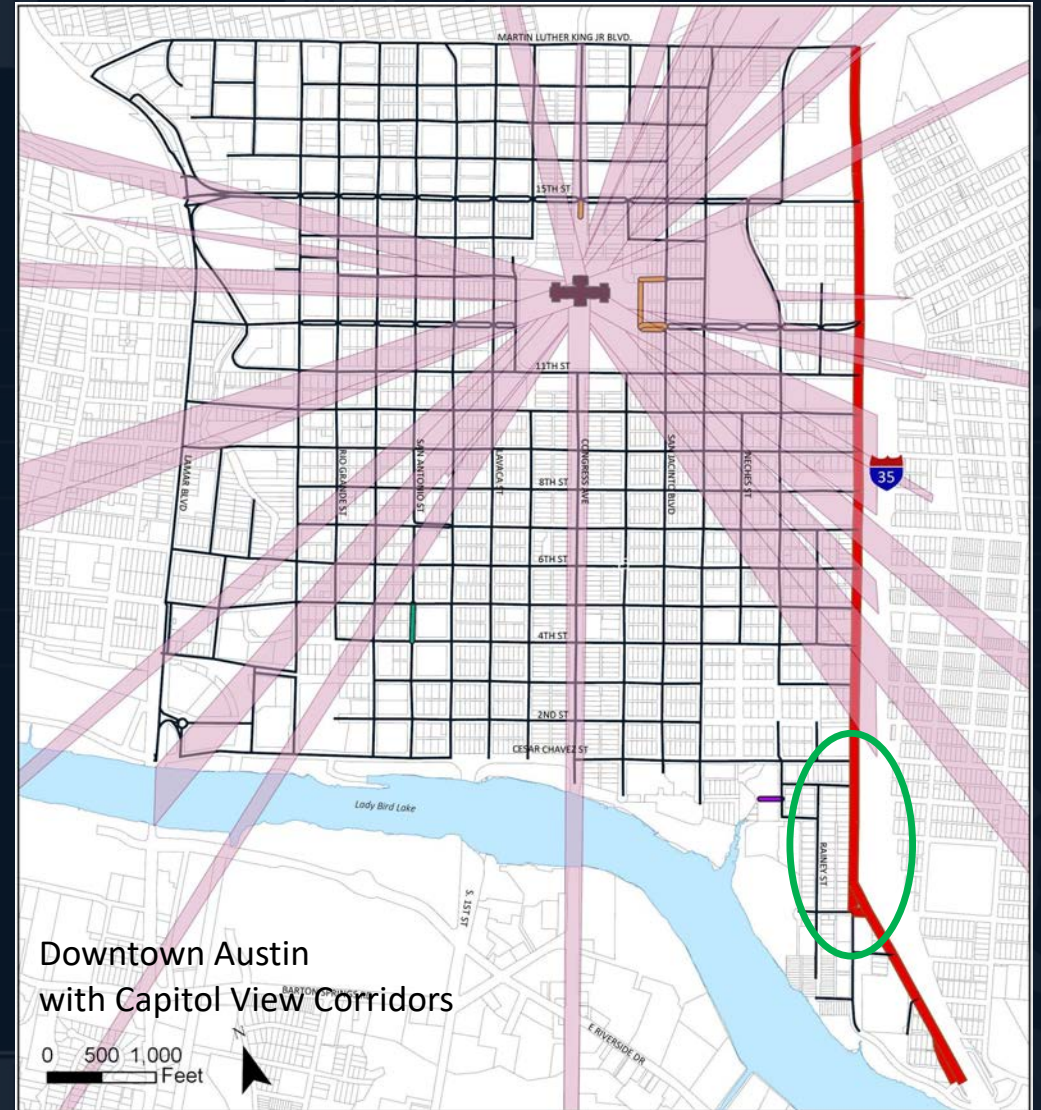 MARTIN LUTHER KING JR BLVD.
15TH ST
11TH ST
LAMAR BLVD
RIO GRANDE ST
SAN ANTONIO ST
LAVACA ST
CONGRESS AVE
SAN JACINTO BLVD
NECHES ST
35
8TH ST
6TH ST
4TH ST
2ND ST
CESAR CHAVEZ ST
Lady Bird Lake
RAINEY ST
S. 1ST ST
Downtown Austin
with Capitol View Corridors
BARTON SPRINGS RD
E RIVERSIDE DR
0 500 1,000
Feet
N